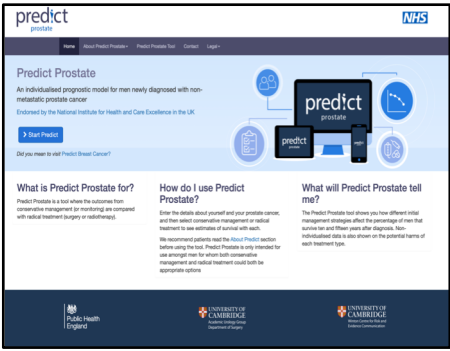 predict
prostate
NHS
Home About Predict Prostate Predict Prostate Tool Contact Legal
Predict Prostate
An individualised prognostic model for men newly diagnosed with non-
metastatic prostate cancer
Endorsed by the National Institute for Health and Care Excellence in the UK
Start Predict
Did you mean to visit Predict Breast Cancer?
predict
prostate
predict
prostate
What is Predict Prostate for?
Predict Prostate is a tool where the outcomes from
conservative management (or monitoring) are compared
with radical treatment (surgery or radiotherapy).
How do I use Predict
Prostate?
Enter the details about yourself and your prostate cancer,
and then select conservative management or radical
treatment to see estimates of survival with each.
We recommend patients read the About Predict section
before using the tool. Predict Prostate is only intended for
use amongst men for whom both conservative
management and radical treatment could both be
appropriate options
What will Predict Prostate tell
me?
The Predict Prostate tool shows you how different initial
management strategies affect the percentage of men that
survive ten and fifteen years after diagnosis. Non-
individualised data is also shown on the potential harms of
each treatment type.
Public Health
England
UNIVERSITY OF
CAMBRIDGE
Academic Urology Group
Department of Surgery
UNIVERSITY OF
CAMBRIDGE
Winton Centre for Risk and
Evidence Communication